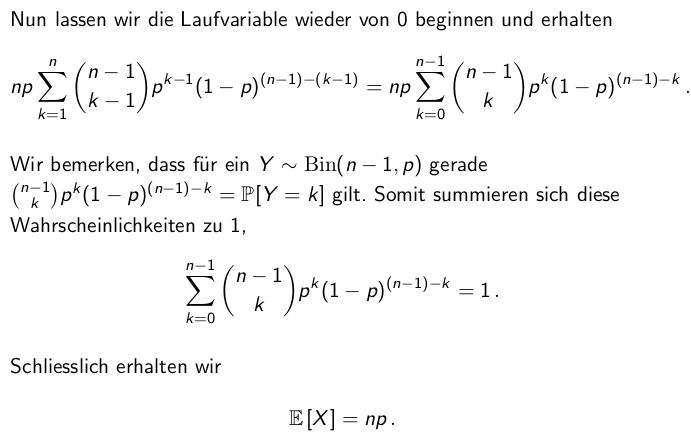 Nun lassen wir die Laufvariable wieder von 0 beginnen und erhalten
$np \sum_{k=1}^{n} \binom{n-1}{k-1} p^{k-1}(1-p)^{(n-1)-(k-1)} = np \sum_{k=0}^{n-1} \binom{n-1}{k} p^{k}(1-p)^{(n-1)-k}\,.$
Wir bemerken, dass für ein $Y \sim \mathrm{Bin}(n-1, p)$ gerade
$\binom{n-1}{k} p^{k}(1-p)^{(n-1)-k} = \mathbb{P}[Y = k]$ gilt. Somit summieren sich diese
Wahrscheinlichkeiten zu 1,
$\sum_{k=0}^{n-1} \binom{n-1}{k} p^{k}(1-p)^{(n-1)-k} = 1\,.$
Schliesslich erhalten wir
$\mathbb{E}[X] = np\,.$